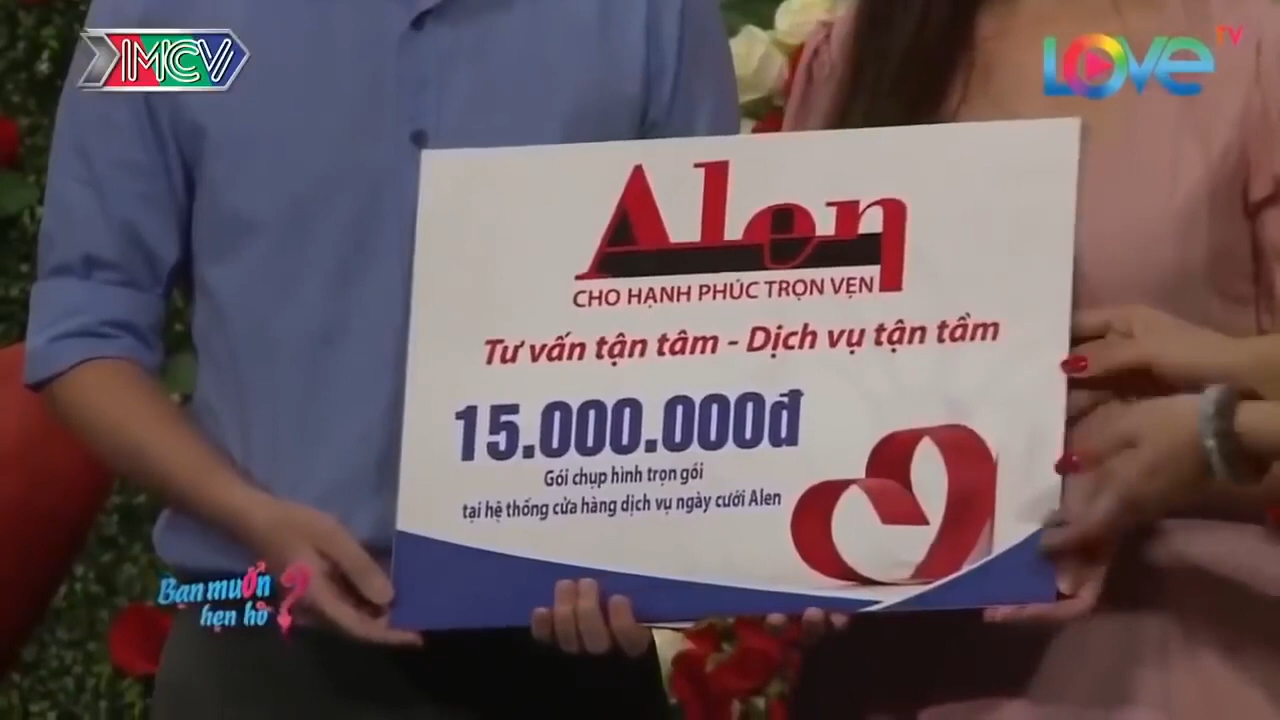 MCV
LOVE TV
Alen
CHO HẠNH PHÚC TRỌN VẸN
Tư vấn tận tâm - Dịch vụ tận tầm
15.000.000đ
Gói chụp hình trọn gói
tại hệ thống cửa hàng dịch vụ ngày cưới Alen
Bạn muốn
hẹn hò ?